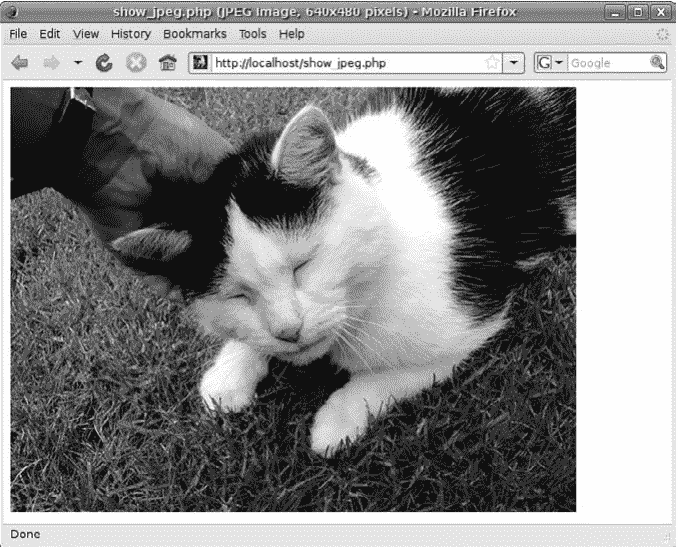 show_jpeg.php (JPEG Image, 640x480 pixels) - Mozilla Firefox
File Edit View History Bookmarks Tools Help
http://localhost/show_jpeg.php
G Google
Done